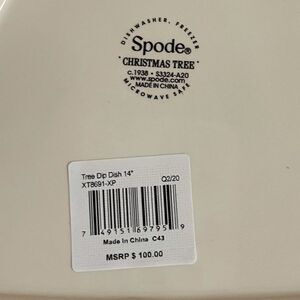 DISHWASHER, FREEZER
Spode®
"CHRISTMAS TREE"
c.1938 • S3324-A20
www.spode.com
MADE IN CHINA
MICROWAVE SAFE
Tree Dip Dish 14"
XT8691-XP Q2/20
7 49151 69795 9
Made In China C43
MSRP $ 100.00